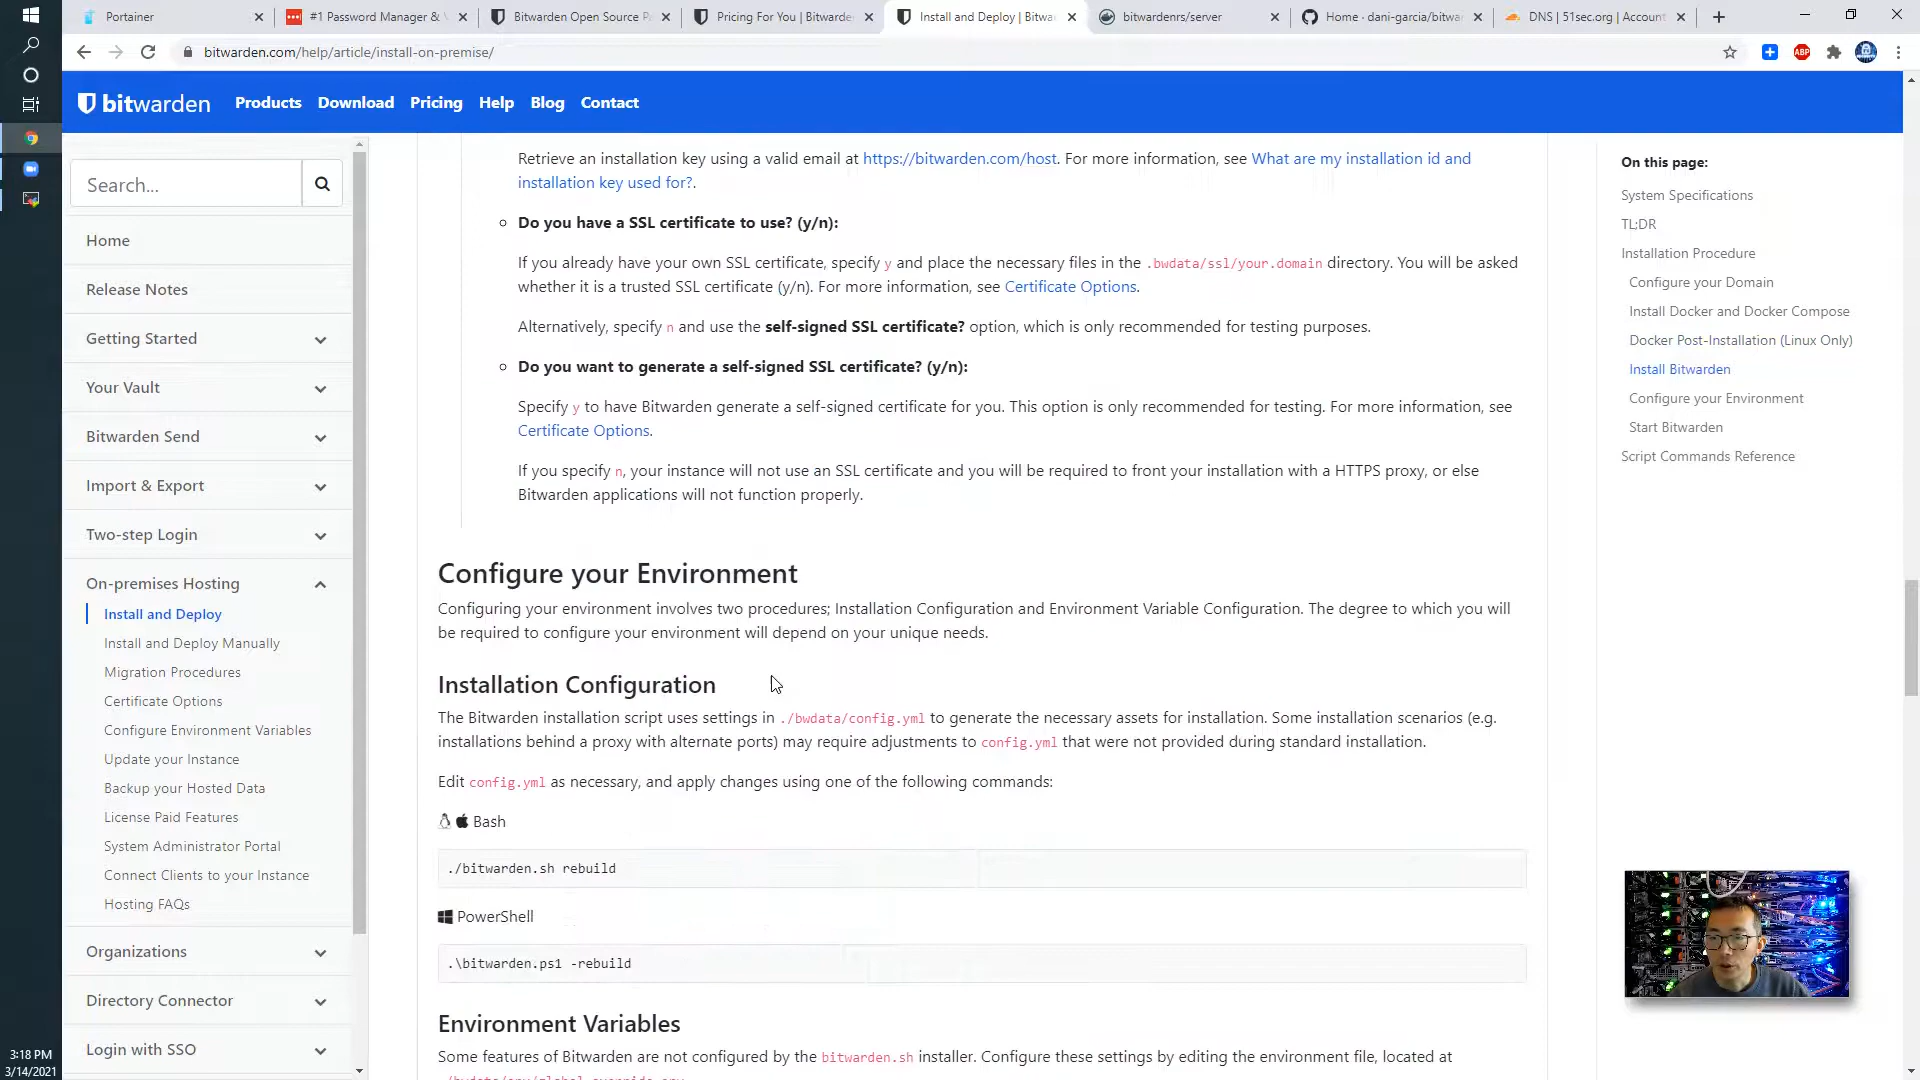 Portainer
#1 Password Manager &
Bitwarden Open Source P
Pricing For You | Bitwarden
Install and Deploy | Bitwa
bitwardenrs/server
Home · dani-garcia/bitwar
DNS | 51sec.org | Account
bitwarden.com/help/article/install-on-premise/
ABP
bitwarden
Products
Download
Pricing
Help
Blog
Contact
Search...
Home
Release Notes
Getting Started
Your Vault
Bitwarden Send
Import & Export
Two-step Login
On-premises Hosting
Install and Deploy
Install and Deploy Manually
Migration Procedures
Certificate Options
Configure Environment Variables
Update your Instance
Backup your Hosted Data
License Paid Features
System Administrator Portal
Connect Clients to your Instance
Hosting FAQs
Organizations
Directory Connector
Login with SSO
Retrieve an installation key using a valid email at https://bitwarden.com/host. For more information, see What are my installation id and
installation key used for?.
Do you have a SSL certificate to use? (y/n):
If you already have your own SSL certificate, specify y and place the necessary files in the .bwdata/ssl/your.domain directory. You will be asked
whether it is a trusted SSL certificate (y/n). For more information, see Certificate Options.
Alternatively, specify n and use the self-signed SSL certificate? option, which is only recommended for testing purposes.
Do you want to generate a self-signed SSL certificate? (y/n):
Specify y to have Bitwarden generate a self-signed certificate for you. This option is only recommended for testing. For more information, see
Certificate Options.
If you specify n, your instance will not use an SSL certificate and you will be required to front your installation with a HTTPS proxy, or else
Bitwarden applications will not function properly.
Configure your Environment
Configuring your environment involves two procedures; Installation Configuration and Environment Variable Configuration. The degree to which you will
be required to configure your environment will depend on your unique needs.
Installation Configuration
The Bitwarden installation script uses settings in ./bwdata/config.yml to generate the necessary assets for installation. Some installation scenarios (e.g.
installations behind a proxy with alternate ports) may require adjustments to config.yml that were not provided during standard installation.
Edit config.yml as necessary, and apply changes using one of the following commands:
Bash
./bitwarden.sh rebuild
PowerShell
.\bitwarden.ps1 -rebuild
Environment Variables
Some features of Bitwarden are not configured by the bitwarden.sh installer. Configure these settings by editing the environment file, located at
On this page:
System Specifications
TL;DR
Installation Procedure
Configure your Domain
Install Docker and Docker Compose
Docker Post-Installation (Linux Only)
Install Bitwarden
Configure your Environment
Start Bitwarden
Script Commands Reference
3:18 PM
3/14/2021